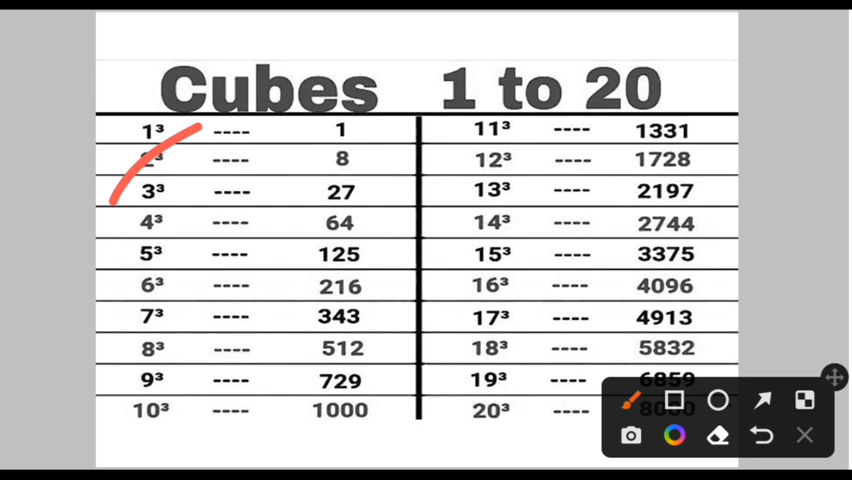 Cubes 1 to 20
1³ ---- 1 11³ ---- 1331
2³ ---- 8 12³ ---- 1728
3³ ---- 27 13³ ---- 2197
4³ ---- 64 14³ ---- 2744
5³ ---- 125 15³ ---- 3375
6³ ---- 216 16³ ---- 4096
7³ ---- 343 17³ ---- 4913
8³ ---- 512 18³ ---- 5832
9³ ---- 729 19³ ---- 6859
10³ ---- 1000 20³ ---- 8000